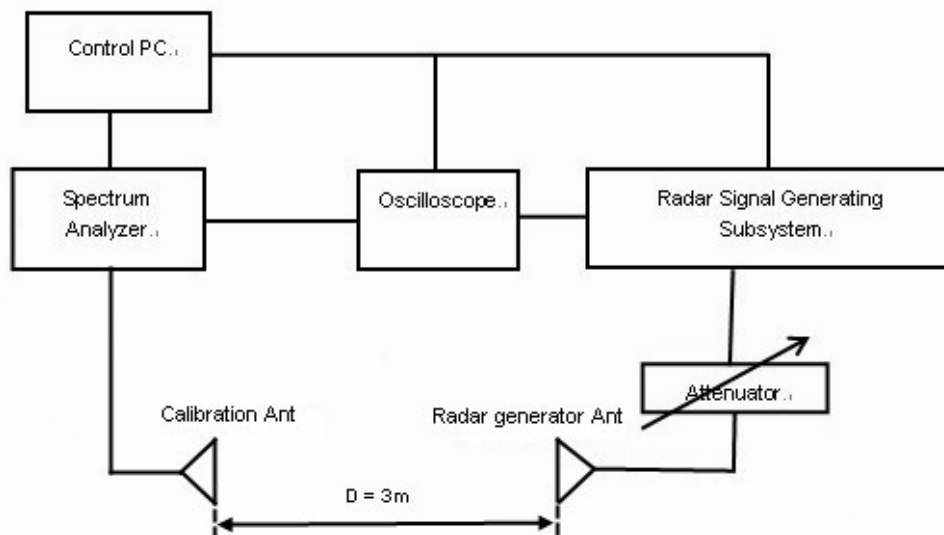 Control PC.
Spectrum
Analyzer.
Oscilloscope.
Radar Signal Generating
Subsystem.
Attenuator.
Calibration Ant
Radar generator Ant
D = 3m